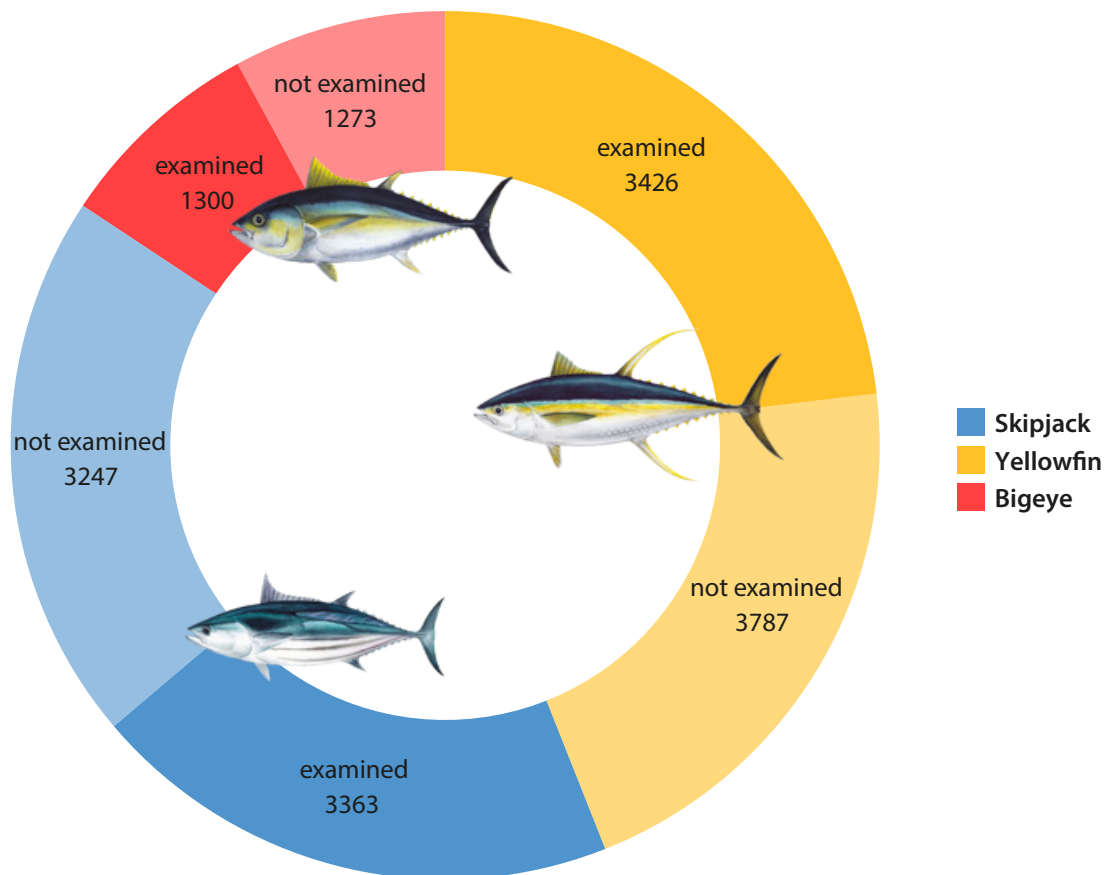 not examined
1273
examined
3426
examined
1300
not examined
3247
Skipjack
Yellowfin
Bigeye
not examined
3787
examined
3363